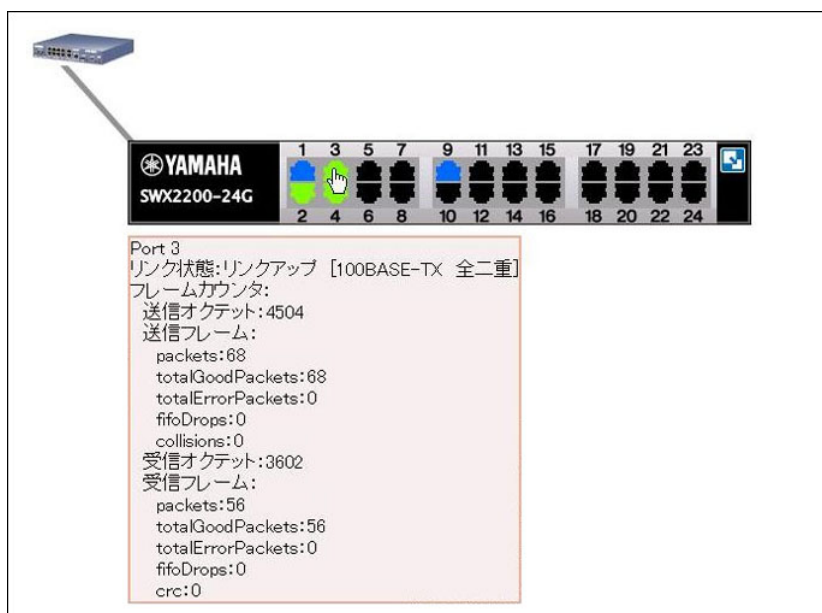 1 3 5 7 9 11 13 15 17 19 21 23
YAMAHA
SWX2200-24G
2 4 6 8 10 12 14 16 18 20 22 24
Port 3
リンク状態:リンクアップ [100BASE-TX 全二重]
フレームカウンタ:
送信オクテット:4504
送信フレーム:
packets:68
totalGoodPackets:68
totalErrorPackets:0
fifoDrops:0
collisions:0
受信オクテット:3602
受信フレーム:
packets:56
totalGoodPackets:56
totalErrorPackets:0
fifoDrops:0
crc:0